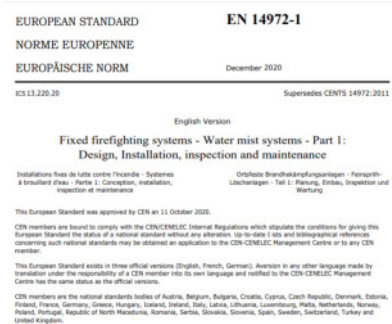 EUROPEAN STANDARD
EN 14972-1
NORME EUROPENNE
EUROPÄISCHE NORM
December 2020
ICS 13.220.20
Supersedes CENTS 14972:2011
English Version
Fixed firefighting systems - Water mist systems - Part 1:
Design, Installation, inspection and maintenance
Installations fixes de lutte contre l'incendie - Systemes
à brouillard d'eau - Partie 1: Conception, installation,
inspection et maintenance
Ortsfeste Brandhekämpfungsanlagen - Feinsprih-
Löschanlagen - Teil 1: Planung, Einbau, Inspektion und
Wartung
This European Standard was approved by CEN an 11 October 2020.
CEN members are bound to comply with the CEN/CENELEC Internat Regulations which stipulate the conditions for giving this
European Standard the status of a national standard without any alteration. Up-to-date l ists and bibliographical references
concerning such national standards may be obtained an application to the CEN-CENELEC Management Centre or to any CEN
member.
This European Standard exists in three official versions (English, French, German). Aversion in any other language made by
translation under the responsibility of a CEN member into its own language and notified to the CEN-CENELEC Management
Centre has the same status as the official versions.
CEN members are the national standards bodies of Austria, Belgium, Bulgaria, Croatia, Cyprus, Czech Republic, Denmark, Estonia,
Finland, France, Germany, Greece, Hungary, Iceland, Ireland, Italy, Latvia, Lithuania, Luxembourg, Malta, Netherlands, Norway,
Poland, Portugal, Republic of North Macedonia, Romania, Serbia, Slovakia, Slovenia, Spain, Sweden, Switzerland, Turkey and
United Kingdom.